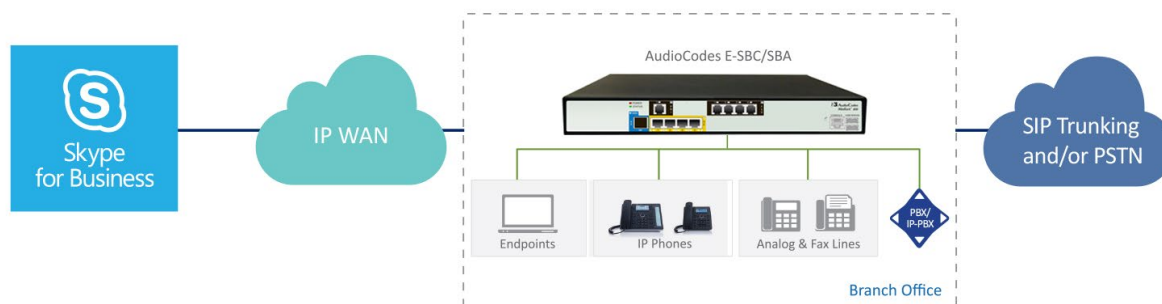 AudioCodes E-SBC/SBA
AudioCodes
S
Skype
for Business
IP WAN
SIP Trunking
and/or PSTN
Endpoints
IP Phones
Analog & Fax Lines
PBX/
IP-PBX
Branch Office